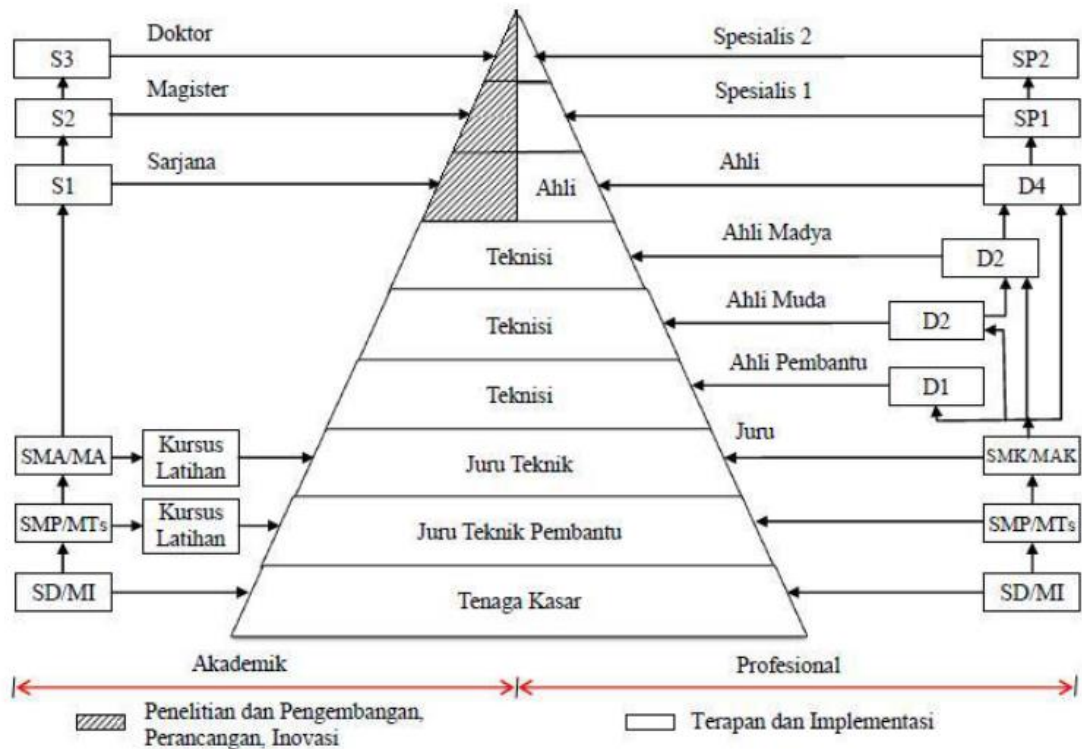 Doktor
Spesialis 2
S3
SP2
Magister
Spesialis 1
S2
SP1
Sarjana
Ahli
S1
Ahli
D4
Ahli Madya
Teknisi
D2
Ahli Muda
Teknisi
D2
Ahli Pembantu
Teknisi
D1
Juru
SMA/MA
Kursus
Latihan
Juru Teknik
SMK/MAK
SMP/MTs
Kursus
Latihan
Juru Teknik Pembantu
SMP/MTs
SD/MI
Tenaga Kasar
SD/MI
Akademik
Profesional
Penelitian dan Pengembangan,
Perancangan, Inovasi
Terapan dan Implementasi